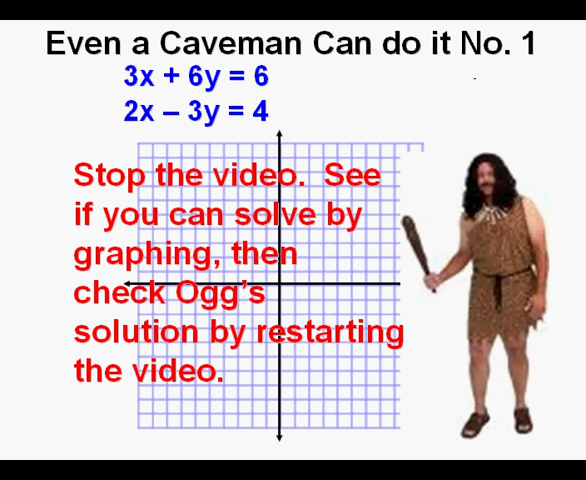 Even a Caveman Can do it No. 1
3x + 6y = 6
2x – 3y = 4
Stop the video.  See
if you can solve by
graphing, then
check Ogg's
solution by restarting
the video.